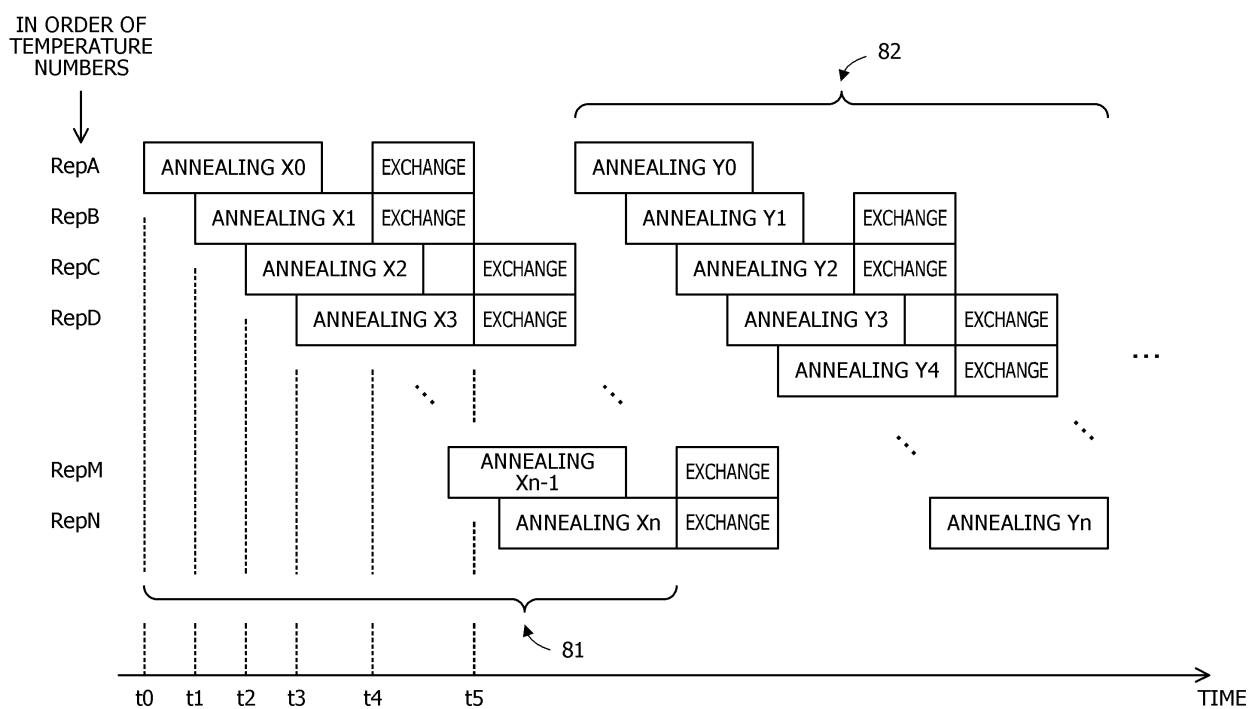 IN ORDER OF
TEMPERATURE
NUMBERS
82
RepA ANNEALING X0 EXCHANGE ANNEALING Y0
RepB ANNEALING X1 EXCHANGE ANNEALING Y1 EXCHANGE
RepC ANNEALING X2 EXCHANGE ANNEALING Y2 EXCHANGE
RepD ANNEALING X3 EXCHANGE ANNEALING Y3 EXCHANGE
ANNEALING Y4 EXCHANGE
...
RepM ANNEALING
Xn-1 EXCHANGE
RepN ANNEALING Xn EXCHANGE ANNEALING Yn
81
t0 t1 t2 t3 t4 t5 TIME